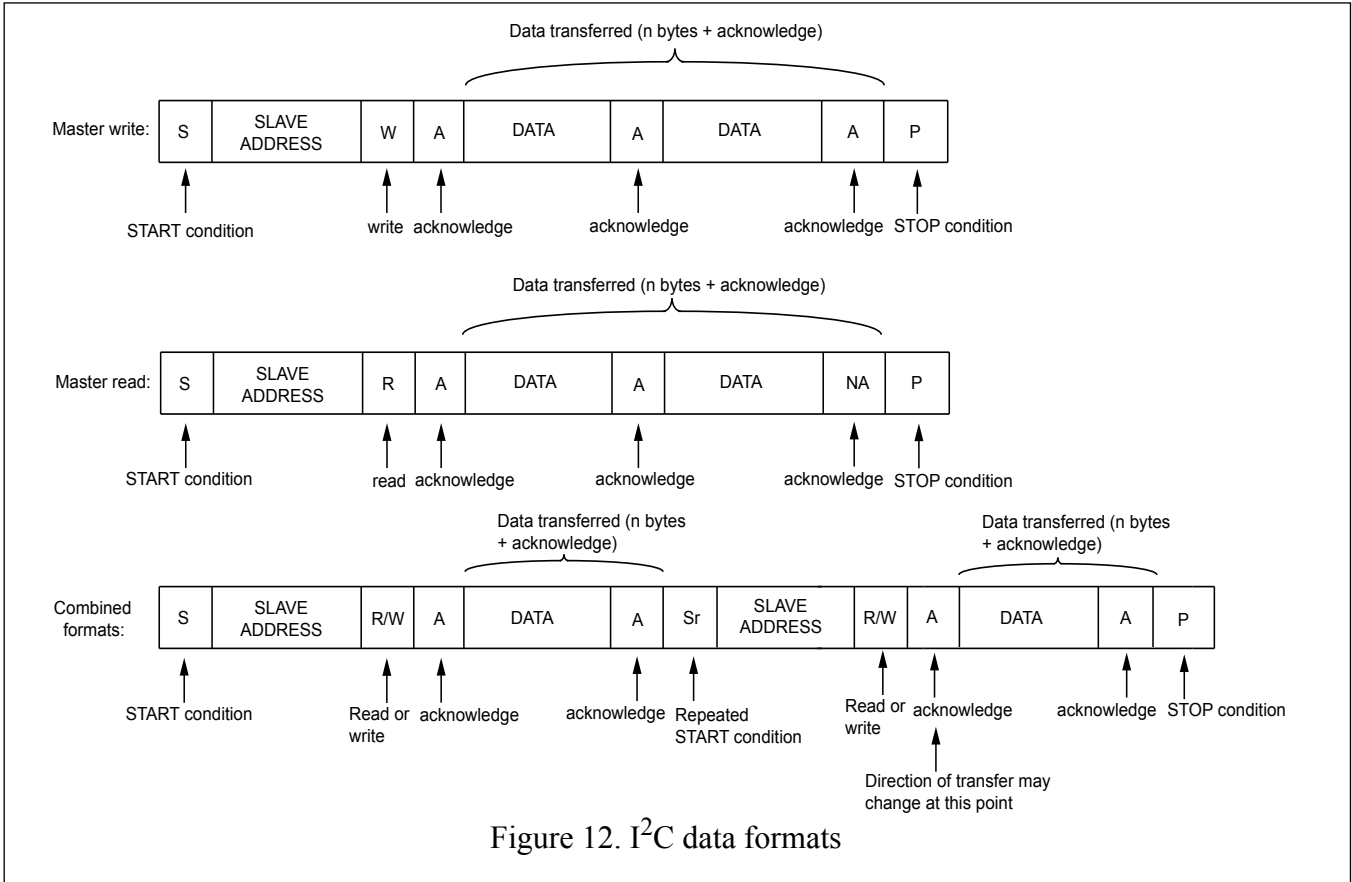 Data transferred (n bytes + acknowledge)
Master write:
S
SLAVE
ADDRESS
W
A
DATA
A
DATA
A
P
START condition
write
acknowledge
acknowledge
acknowledge
STOP condition
Data transferred (n bytes + acknowledge)
Master read:
S
SLAVE
ADDRESS
R
A
DATA
A
DATA
NA
P
START condition
read
acknowledge
acknowledge
acknowledge
STOP condition
Data transferred (n bytes
+ acknowledge)
Data transferred (n bytes
+ acknowledge)
Combined
formats:
S
SLAVE
ADDRESS
R/W
A
DATA
A
Sr
SLAVE
ADDRESS
R/W
A
DATA
A
P
START condition
Read or
write
acknowledge
acknowledge
Repeated
START condition
Read or
write
acknowledge
acknowledge
STOP condition
Direction of transfer may
change at this point
Figure 12. I²C data formats